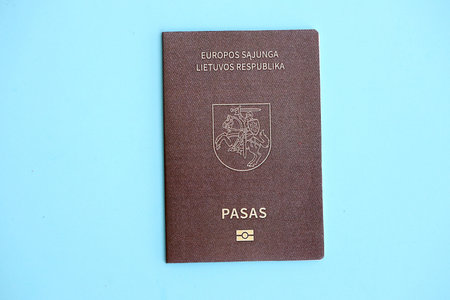 EUROPOS SĄJUNGA
LIETUVOS RESPUBLIKA
PASAS